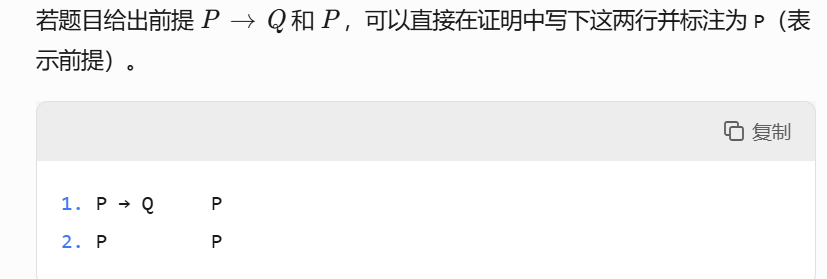 若题目给出前提 P → Q 和 P，可以直接在证明中写下这两行并标注为 P（表
示前提）。
复制
1. P → Q P
2. P P